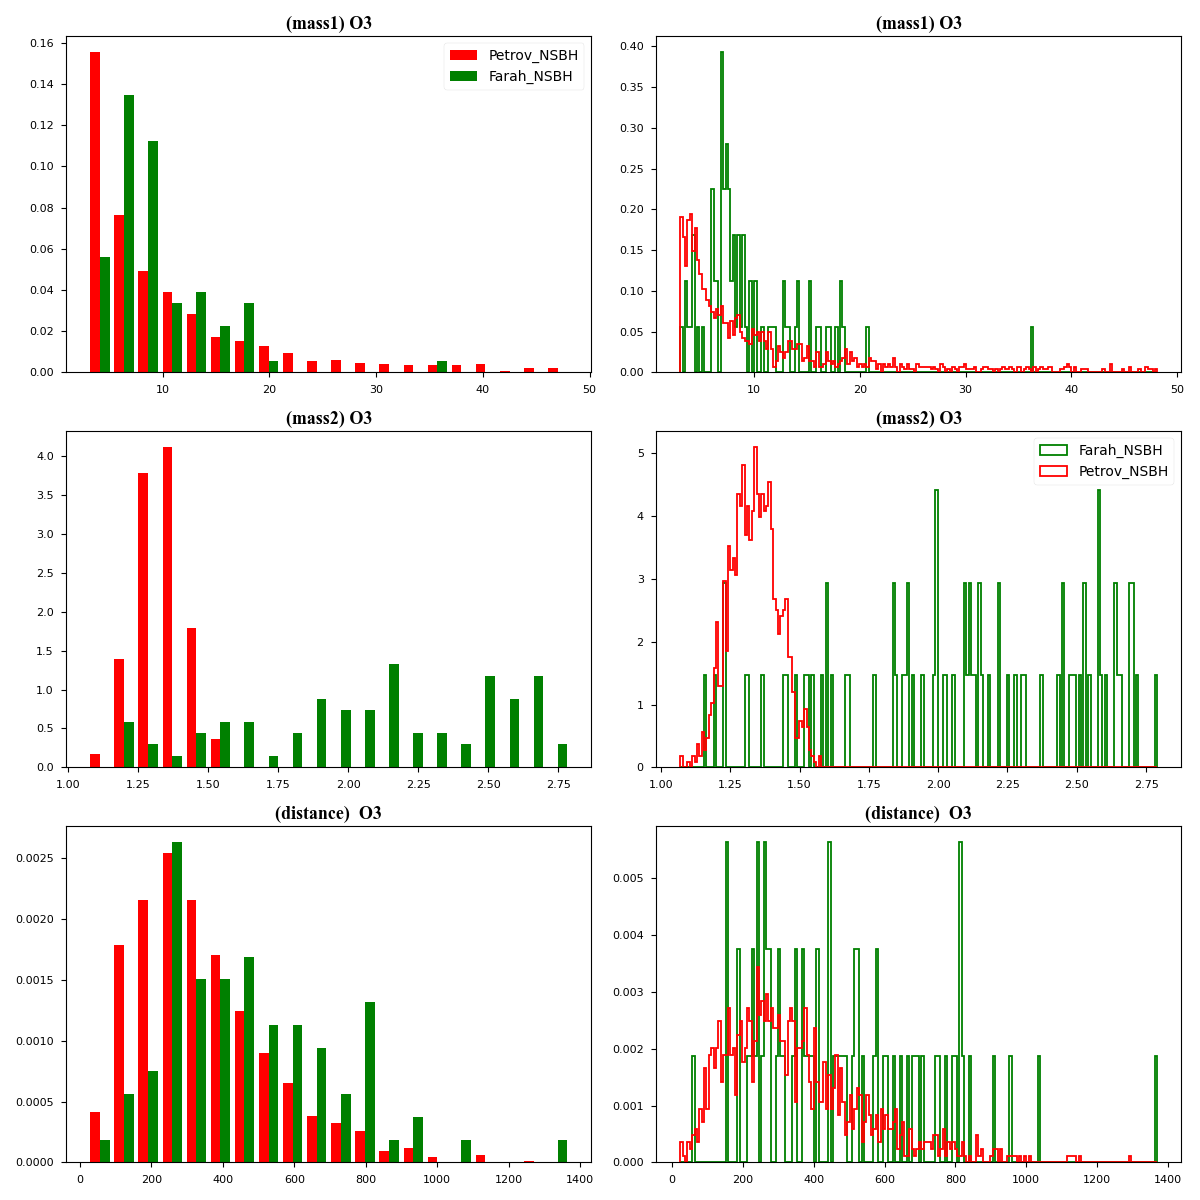 (mass1) O3
0.16
0.14
0.12
0.10
0.08
0.06
0.04
0.02
0.00
10 20 30 40 50
Petrov_NSBH
Farah_NSBH
(mass1) O3
0.40
0.35
0.30
0.25
0.20
0.15
0.10
0.05
0.00
10 20 30 40 50
(mass2) O3
4.0
3.5
3.0
2.5
2.0
1.5
1.0
0.5
0.0
1.00 1.25 1.50 1.75 2.00 2.25 2.50 2.75
(mass2) O3
5
4
3
2
1
0
1.00 1.25 1.50 1.75 2.00 2.25 2.50 2.75
Farah_NSBH
Petrov_NSBH
(distance) O3
0.0025
0.0020
0.0015
0.0010
0.0005
0.0000
0 200 400 600 800 1000 1200 1400
(distance) O3
0.005
0.004
0.003
0.002
0.001
0.000
0 200 400 600 800 1000 1200 1400